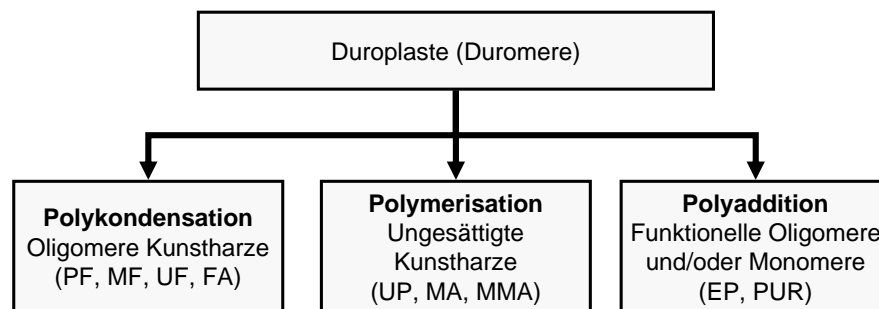 Duroplaste (Duromere)
Polykondensation
Oligomere Kunstharze
(PF, MF, UF, FA)
Polymerisation
Ungesättigte
Kunstharze
(UP, MA, MMA)
Polyaddition
Funktionelle Oligomere
und/oder Monomere
(EP, PUR)